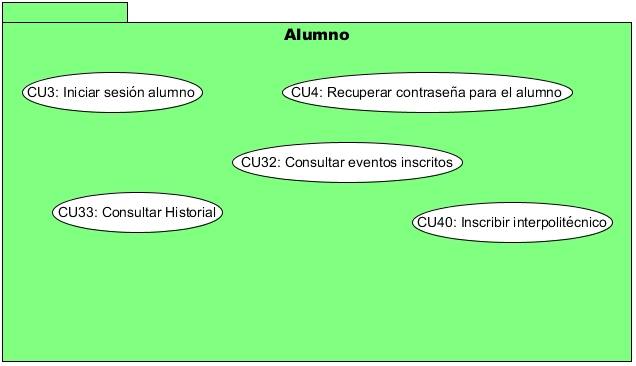 Alumno
CU3: Iniciar sesión alumno
CU4: Recuperar contraseña para el alumno
CU32: Consultar eventos inscritos
CU33: Consultar Historial
CU40: Inscribir interpolitécnico